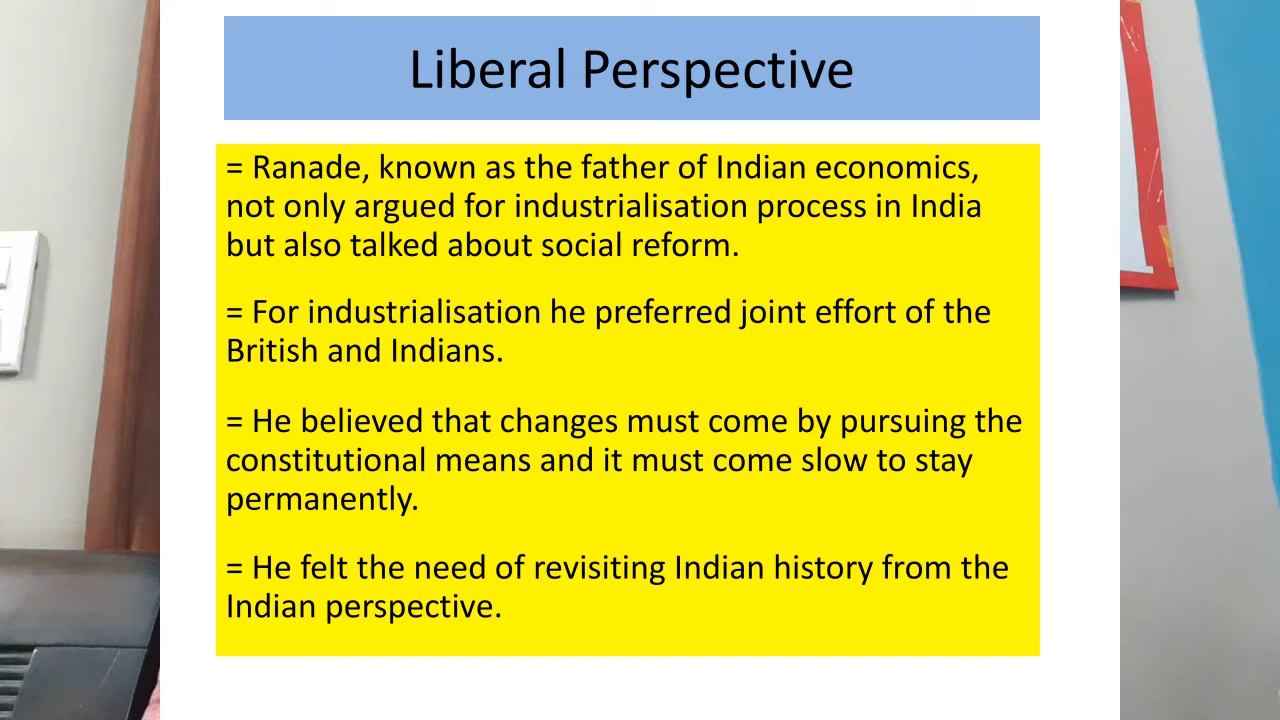 Liberal Perspective
= Ranade, known as the father of Indian economics,
not only argued for industrialisation process in India
but also talked about social reform.
= For industrialisation he preferred joint effort of the
British and Indians.
= He believed that changes must come by pursuing the
constitutional means and it must come slow to stay
permanently.
= He felt the need of revisiting Indian history from the
Indian perspective.